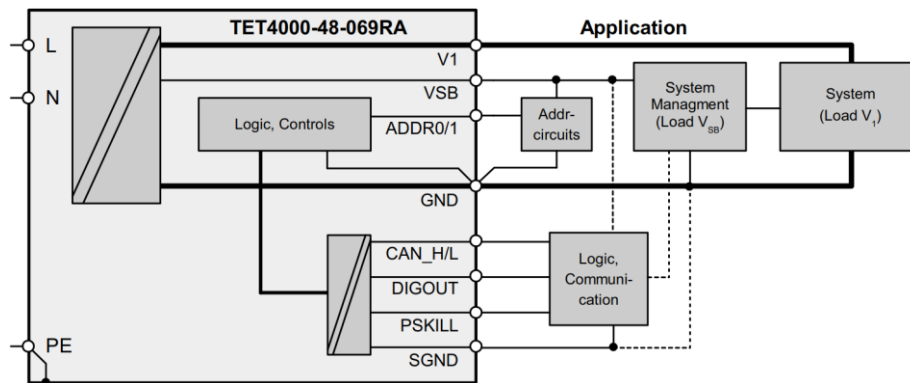 TET4000-48-069RA
Application
L
N
PE
V1
VSB
ADDR0/1
GND
CAN_H/L
DIGOUT
PSKILL
SGND
Logic, Controls
Addr-
circuits
System
Managment
(Load VSB)
System
(Load V1)
Logic,
Communi-
cation